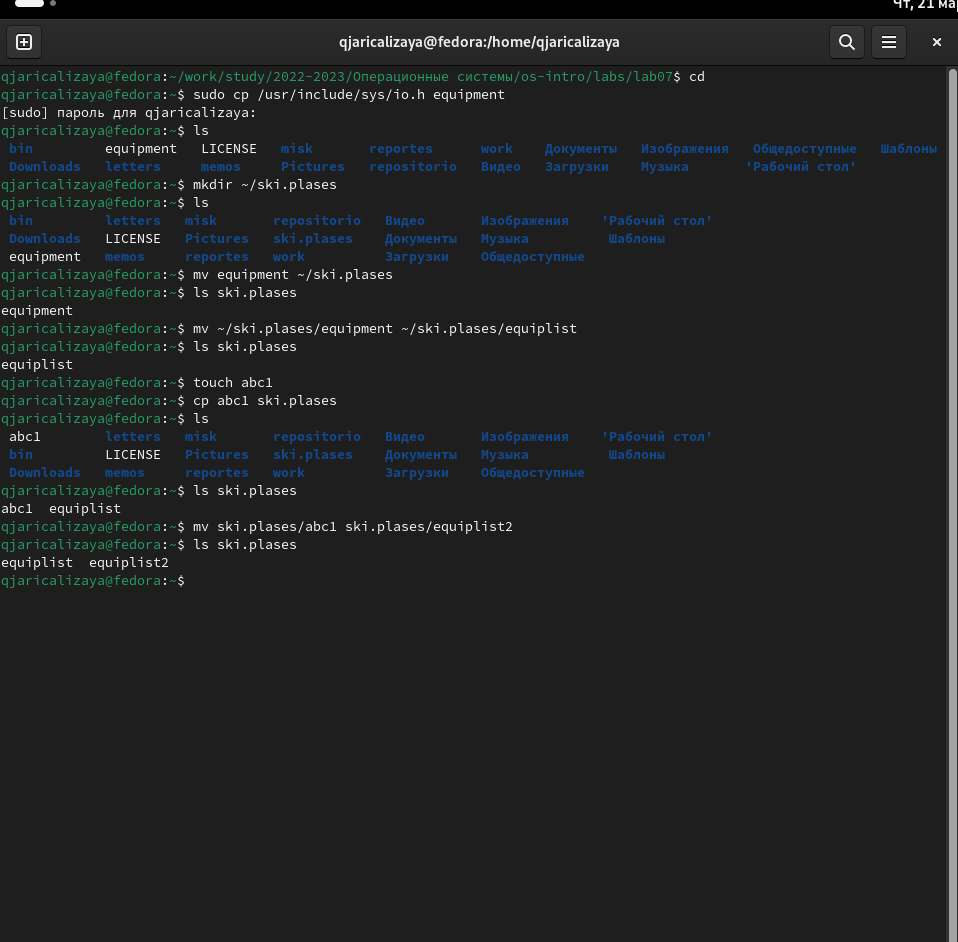 Чт, 21 ма
qjaricalizaya@fedora:/home/qjaricalizaya
qjaricalizaya@fedora:~/work/study/2022-2023/Операционные системы/os-intro/labs/lab07$ cd
qjaricalizaya@fedora:~$ sudo cp /usr/include/sys/io.h equipment
[sudo] пароль для qjaricalizaya:
qjaricalizaya@fedora:~$ ls
bin equipment LICENSE misk reportes work Документы Изображения Общедоступные Шаблоны
Downloads letters memos Pictures repositorio Видео Загрузки Музыка 'Рабочий стол'
qjaricalizaya@fedora:~$ mkdir ~/ski.plases
qjaricalizaya@fedora:~$ ls
bin letters misk repositorio Видео Изображения 'Рабочий стол'
Downloads LICENSE Pictures ski.plases Документы Музыка Шаблоны
equipment memos reportes work Загрузки Общедоступные
qjaricalizaya@fedora:~$ mv equipment ~/ski.plases
qjaricalizaya@fedora:~$ ls ski.plases
equipment
qjaricalizaya@fedora:~$ mv ~/ski.plases/equipment ~/ski.plases/equiplist
qjaricalizaya@fedora:~$ ls ski.plases
equiplist
qjaricalizaya@fedora:~$ touch abc1
qjaricalizaya@fedora:~$ cp abc1 ski.plases
qjaricalizaya@fedora:~$ ls
abc1 letters misk repositorio Видео Изображения 'Рабочий стол'
bin LICENSE Pictures ski.plases Документы Музыка Шаблоны
Downloads memos reportes work Загрузки Общедоступные
qjaricalizaya@fedora:~$ ls ski.plases
abc1 equiplist
qjaricalizaya@fedora:~$ mv ski.plases/abc1 ski.plases/equiplist2
qjaricalizaya@fedora:~$ ls ski.plases
equiplist equiplist2
qjaricalizaya@fedora:~$